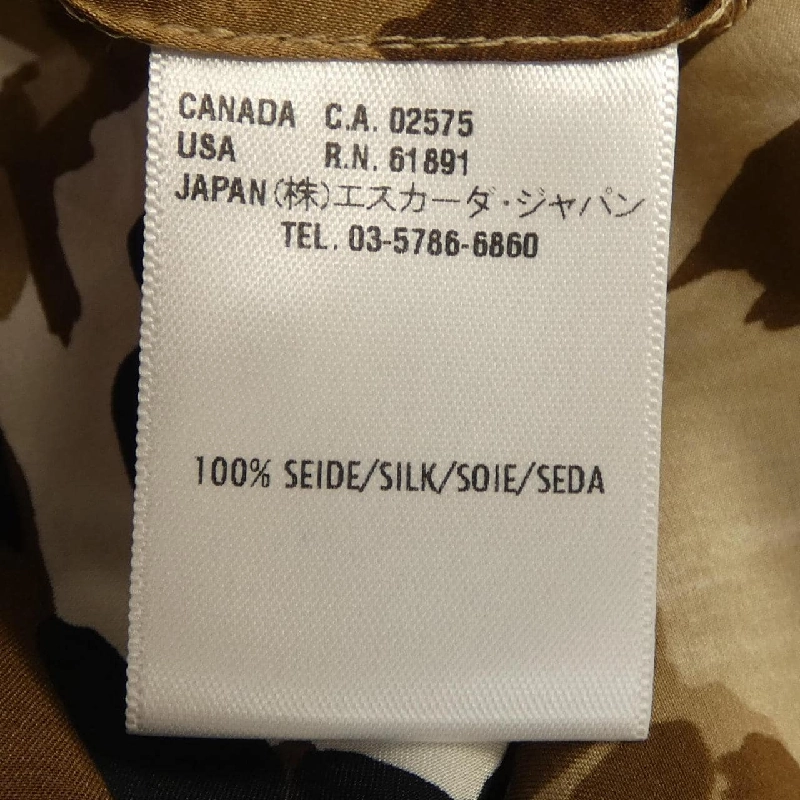 CANADA C.A. 02575
USA R.N. 61891
JAPAN (株)エスカーダ・ジャパン
TEL. 03-5786-6860
100% SEIDE/SILK/SOIE/SEDA